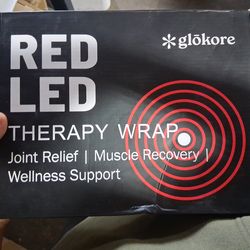 RED
LED
*glōkore
THERAPY WRAP
Joint Relief | Muscle Recovery |
Wellness Support